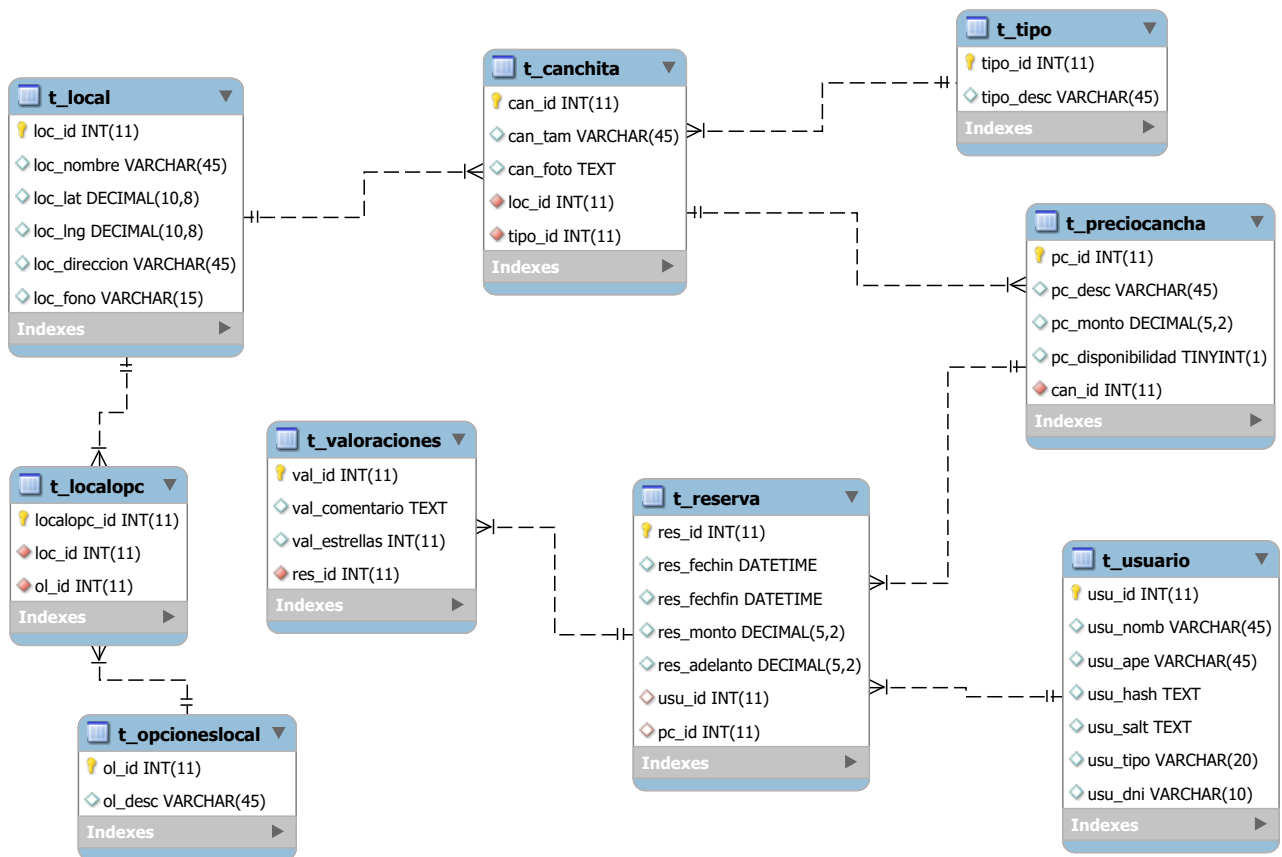 t_local
loc_id INT(11)
loc_nombre VARCHAR(45)
loc_lat DECIMAL(10,8)
loc_lng DECIMAL(10,8)
loc_direccion VARCHAR(45)
loc_fono VARCHAR(15)
Indexes
t_canchita
can_id INT(11)
can_tam VARCHAR(45)
can_foto TEXT
loc_id INT(11)
tipo_id INT(11)
Indexes
t_tipo
tipo_id INT(11)
tipo_desc VARCHAR(45)
Indexes
t_preciocancha
pc_id INT(11)
pc_desc VARCHAR(45)
pc_monto DECIMAL(5,2)
pc_disponibilidad TINYINT(1)
can_id INT(11)
Indexes
t_localopc
localopc_id INT(11)
loc_id INT(11)
ol_id INT(11)
Indexes
t_valoraciones
val_id INT(11)
val_comentario TEXT
val_estrellas INT(11)
res_id INT(11)
Indexes
t_reserva
res_id INT(11)
res_fechin DATETIME
res_fechfin DATETIME
res_monto DECIMAL(5,2)
res_adelanto DECIMAL(5,2)
usu_id INT(11)
pc_id INT(11)
Indexes
t_usuario
usu_id INT(11)
usu_nomb VARCHAR(45)
usu_ape VARCHAR(45)
usu_hash TEXT
usu_salt TEXT
usu_tipo VARCHAR(20)
usu_dni VARCHAR(10)
Indexes
t_opcioneslocal
ol_id INT(11)
ol_desc VARCHAR(45)
Indexes